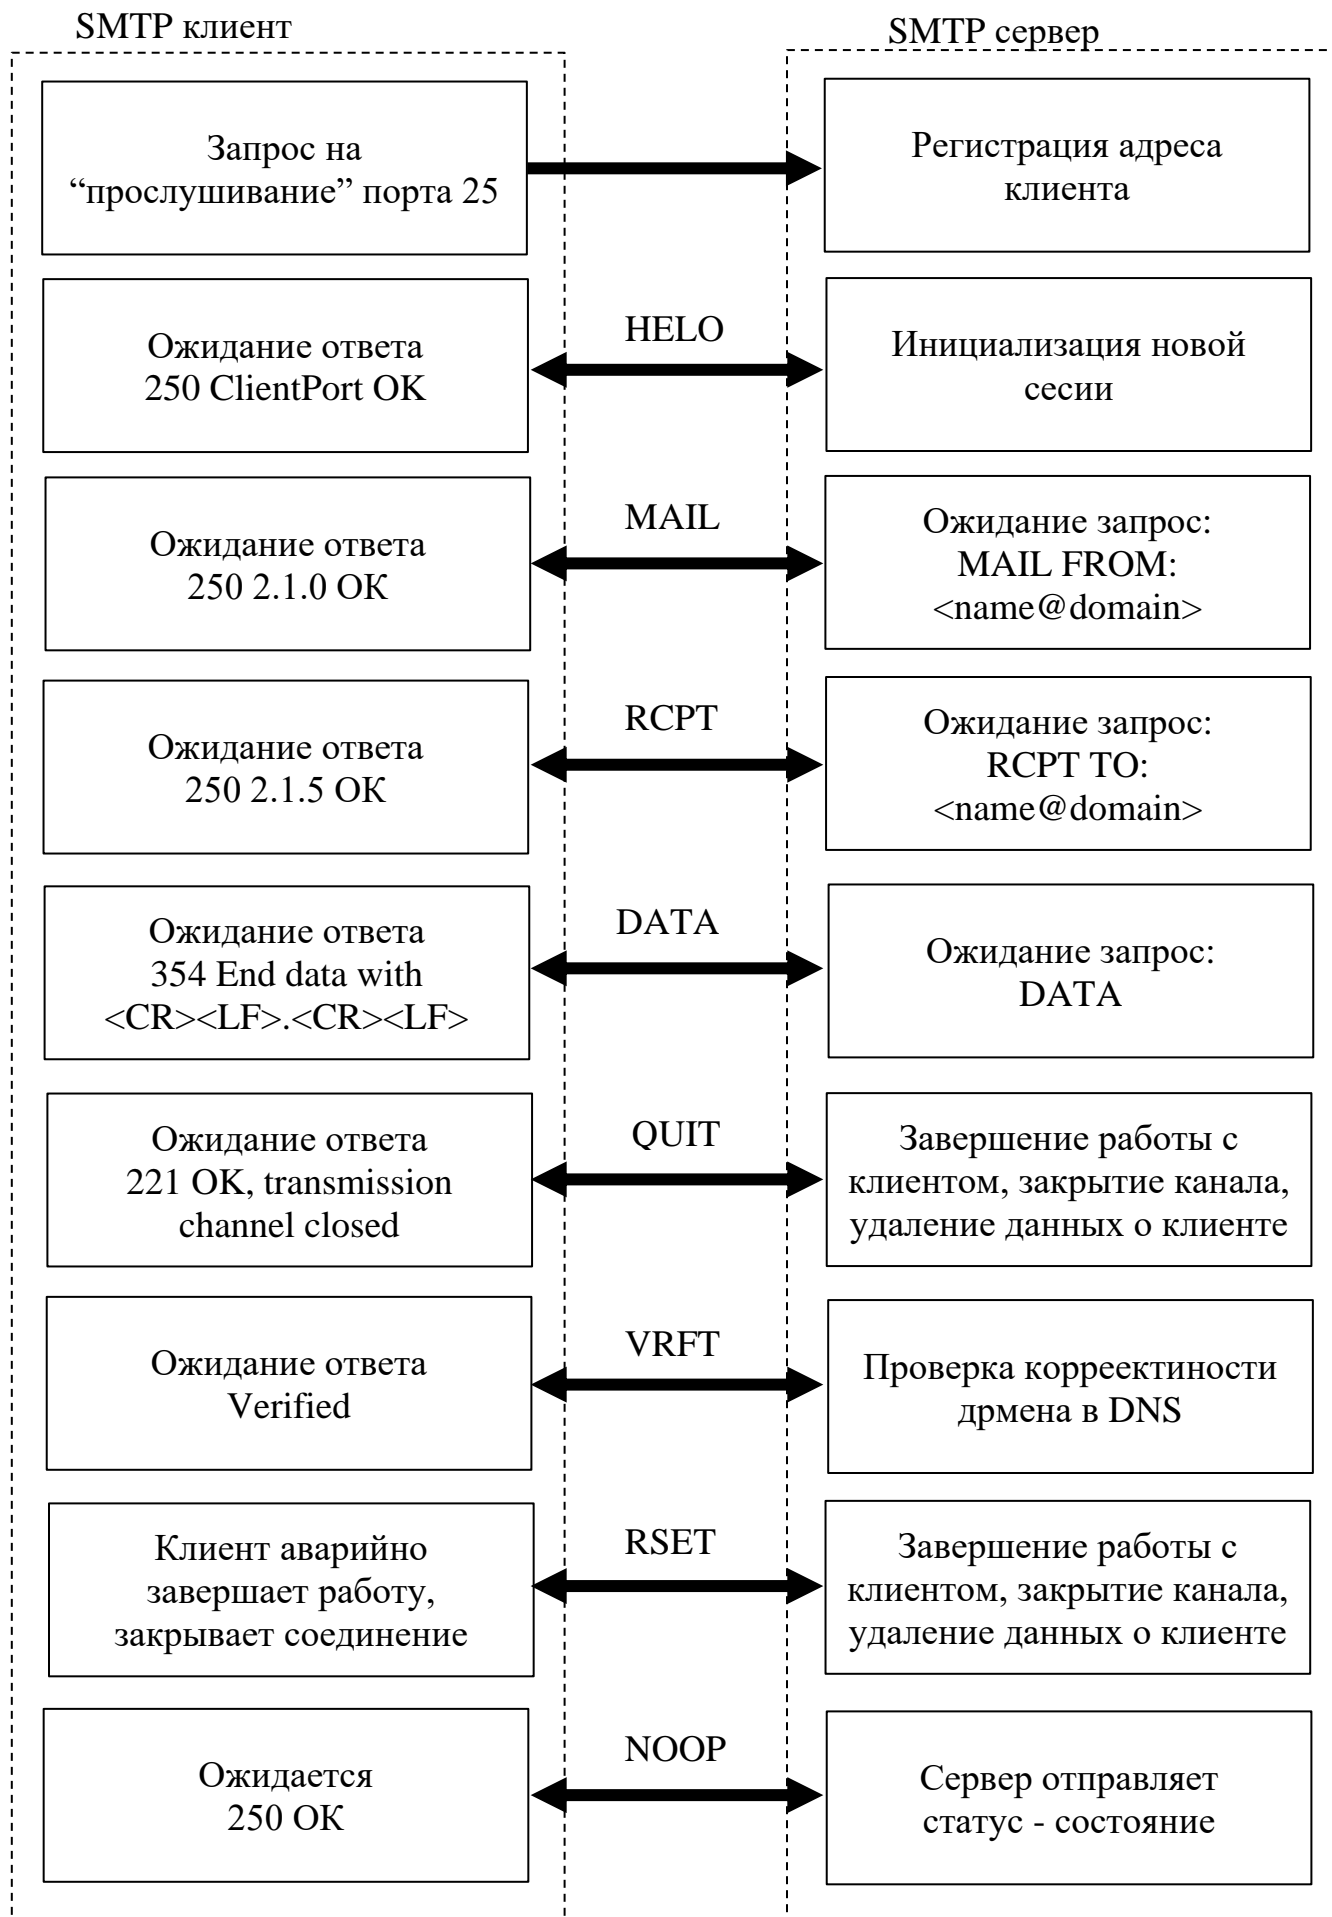 SMTP клиент
SMTP сервер
Запрос на
“прослушивание” порта 25
Регистрация адреса
клиента
Ожидание ответа
250 ClientPort OK
HELO
Инициализация новой
сесии
Ожидание ответа
250 2.1.0 ОК
MAIL
Ожидание запрос:
MAIL FROM:
<name@domain>
Ожидание ответа
250 2.1.5 ОК
RCPT
Ожидание запрос:
RCPT TO:
<name@domain>
Ожидание ответа
354 End data with
<CR><LF>.<CR><LF>
DATA
Ожидание запрос:
DATA
Ожидание ответа
221 OK, transmission
channel closed
QUIT
Завершение работы с
клиентом, закрытие канала,
удаление данных о клиенте
Ожидание ответа
Verified
VRFT
Проверка корреектиности
дрмена в DNS
Клиент аварийно
завершает работу,
закрывает соединение
RSET
Завершение работы с
клиентом, закрытие канала,
удаление данных о клиенте
Ожидается
250 ОК
NOOP
Сервер отправляет
статус - состояние